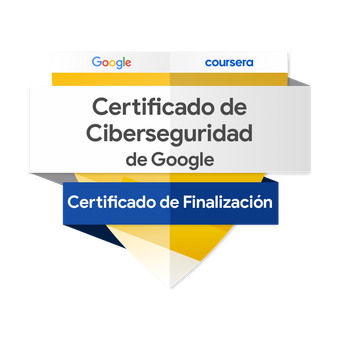 Google coursera
Certificado de
Ciberseguridad
de Google
Certificado de Finalización